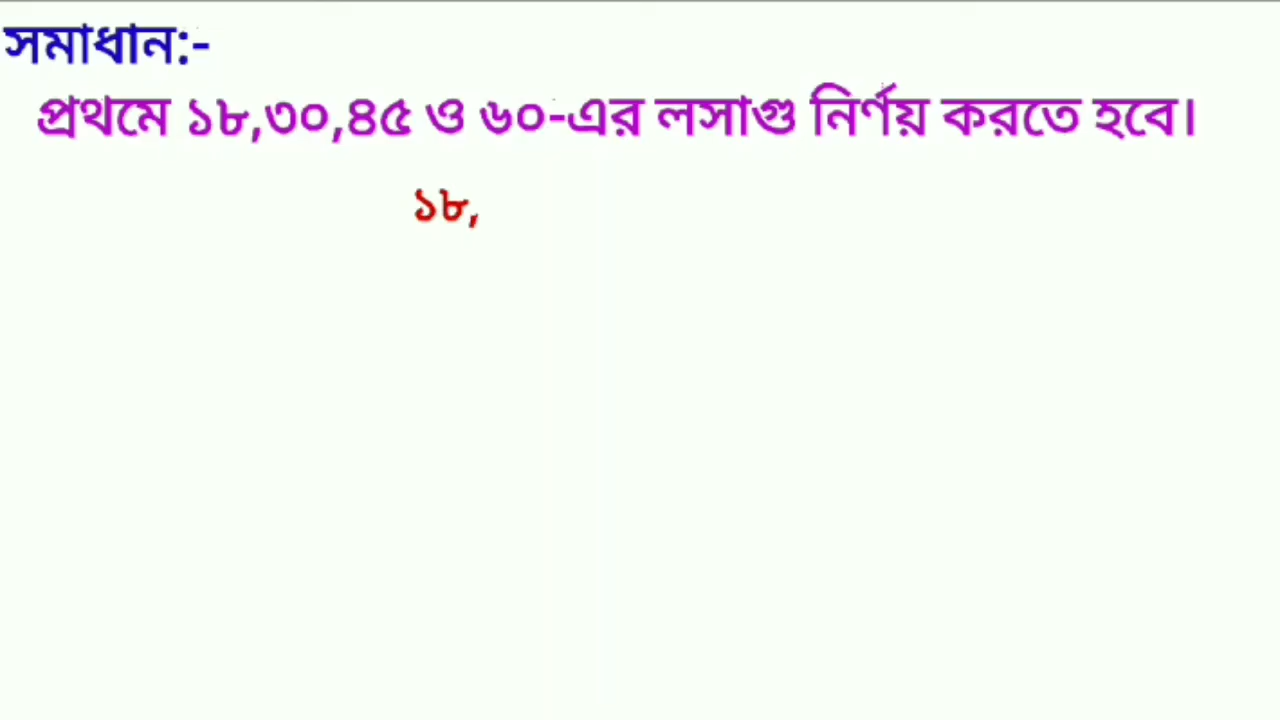 সমাধান:-
প্রথমে ১৮,৩০,৪৫ ও ৬০-এর লসাগু নির্ণয় করতে হবে।
১৮,